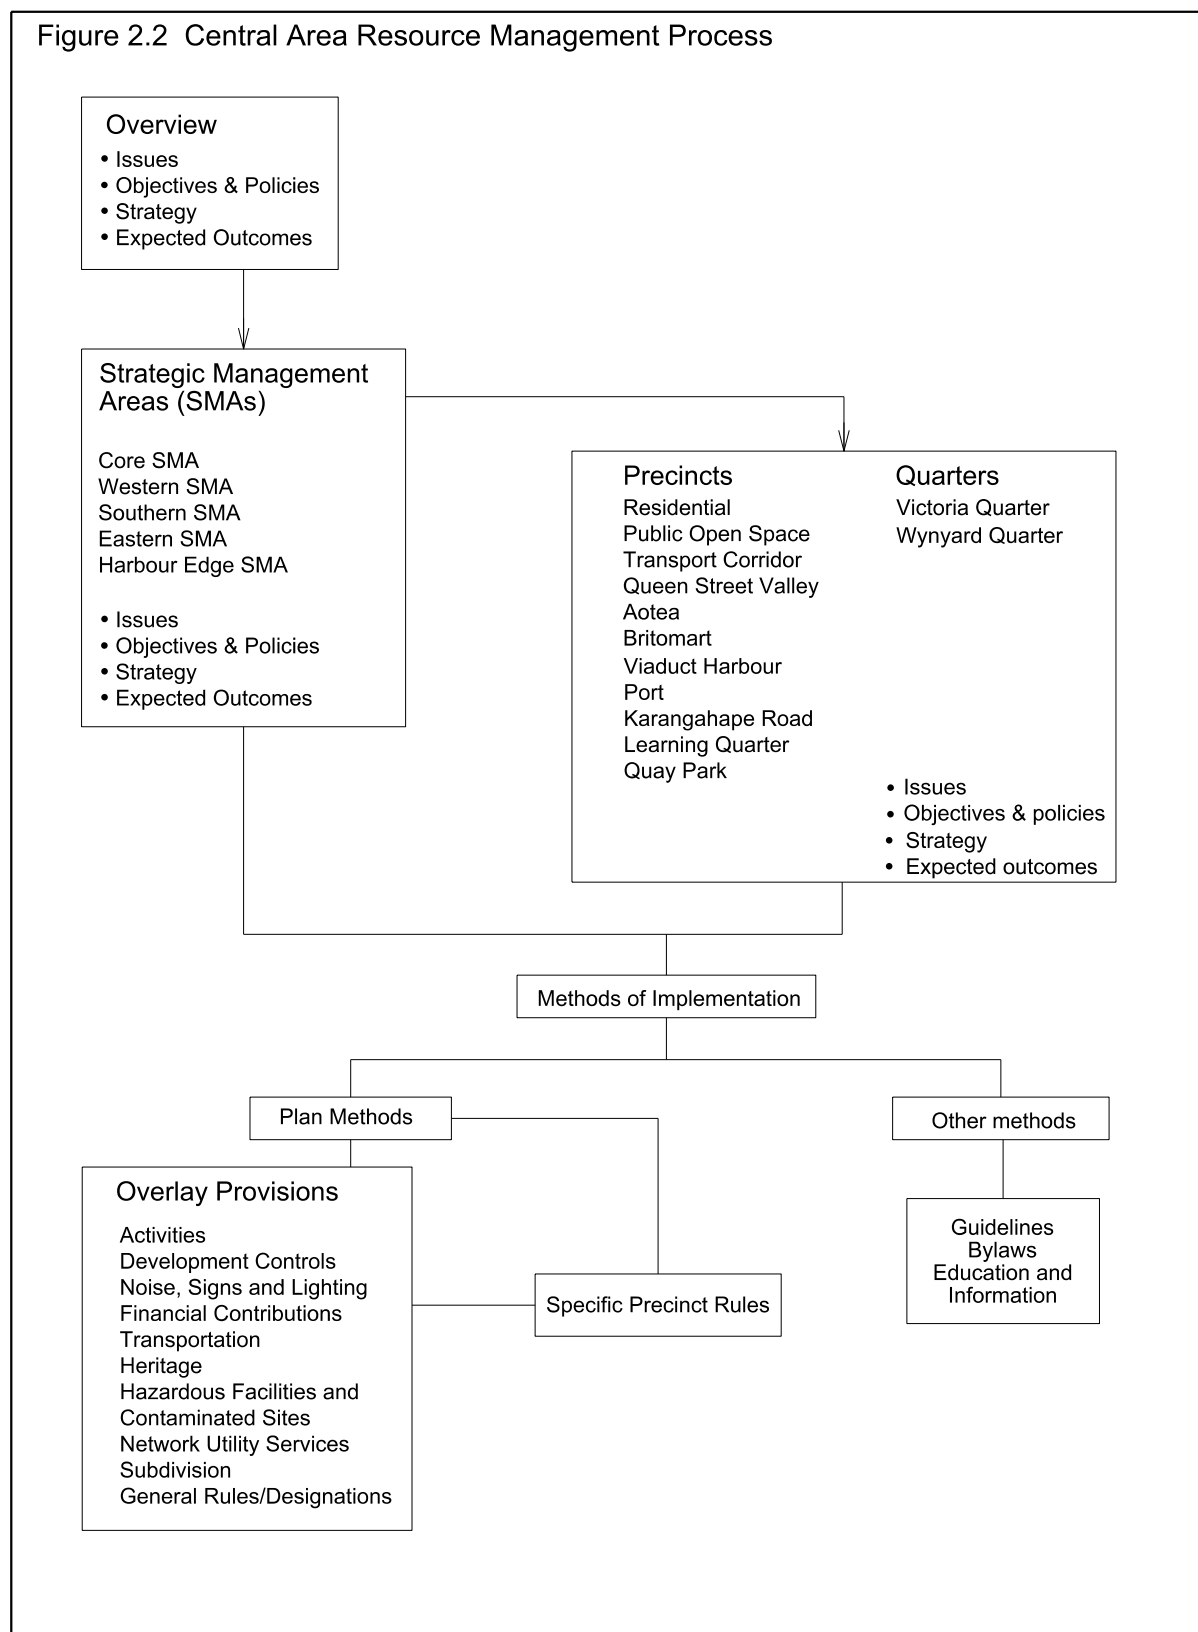 Figure 2.2  Central Area Resource Management Process
Overview
• Issues
• Objectives & Policies
• Strategy
• Expected Outcomes
Strategic Management
Areas (SMAs)
Core SMA
Western SMA
Southern SMA
Eastern SMA
Harbour Edge SMA
• Issues
• Objectives & Policies
• Strategy
• Expected Outcomes
Precincts
Residential
Public Open Space
Transport Corridor
Queen Street Valley
Aotea
Britomart
Viaduct Harbour
Port
Karangahape Road
Learning Quarter
Quay Park
Quarters
Victoria Quarter
Wynyard Quarter
• Issues
• Objectives & policies
• Strategy
• Expected outcomes
Methods of Implementation
Plan Methods
Other methods
Overlay Provisions
Activities
Development Controls
Noise, Signs and Lighting
Financial Contributions
Transportation
Heritage
Hazardous Facilities and
Contaminated Sites
Network Utility Services
Subdivision
General Rules/Designations
Specific Precinct Rules
Guidelines
Bylaws
Education and
Information